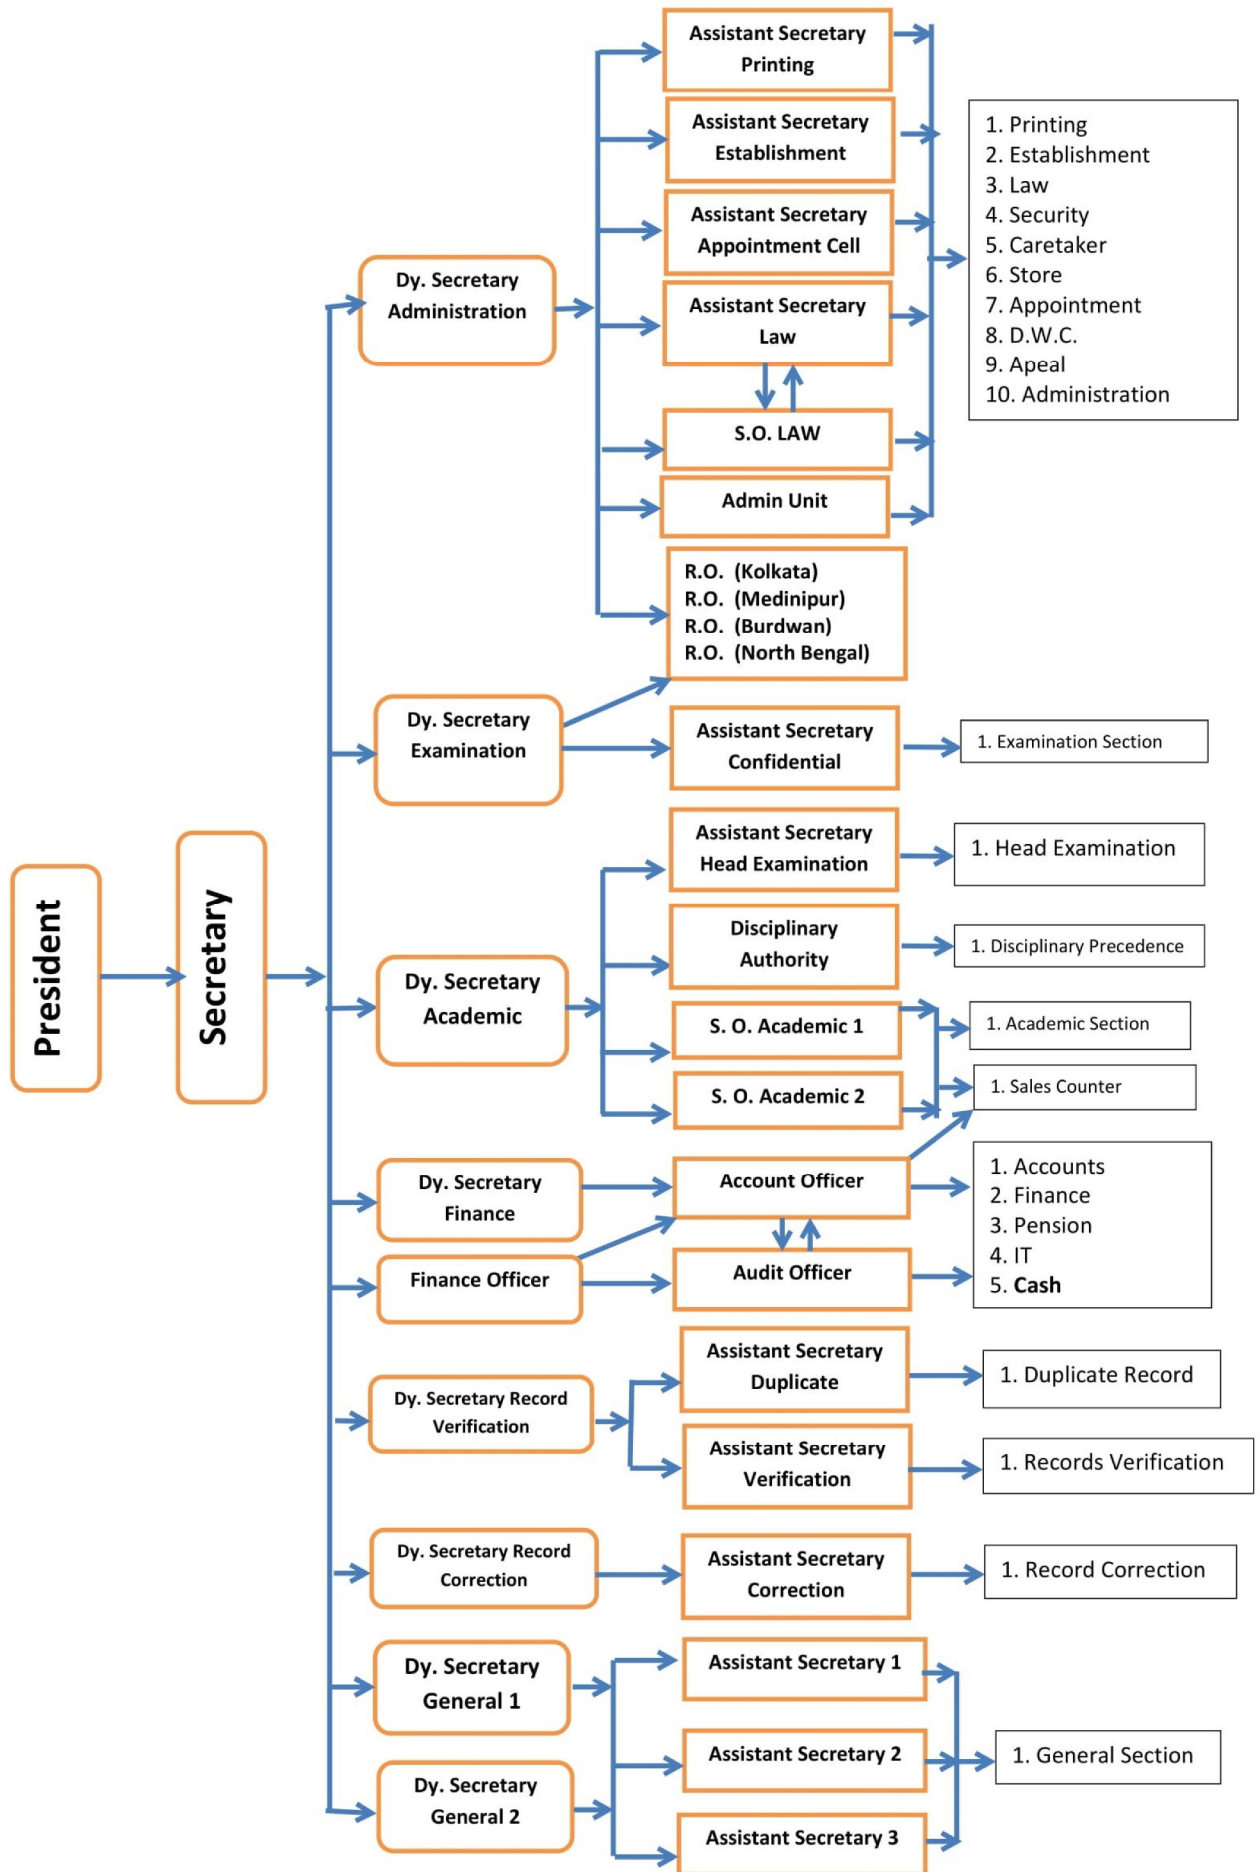 President
Secretary
Dy. Secretary
Administration
Assistant Secretary
Printing
Assistant Secretary
Establishment
Assistant Secretary
Appointment Cell
Assistant Secretary
Law
S.O. LAW
Admin Unit
R.O. (Kolkata)
R.O. (Medinipur)
R.O. (Burdwan)
R.O. (North Bengal)
1. Printing
2. Establishment
3. Law
4. Security
5. Caretaker
6. Store
7. Appointment
8. D.W.C.
9. Apeal
10. Administration
Dy. Secretary
Examination
Assistant Secretary
Confidential
1. Examination Section
Dy. Secretary
Academic
Assistant Secretary
Head Examination
1. Head Examination
Disciplinary
Authority
1. Disciplinary Precedence
S. O. Academic 1
1. Academic Section
S. O. Academic 2
1. Sales Counter
Dy. Secretary
Finance
Account Officer
Finance Officer
Audit Officer
1. Accounts
2. Finance
3. Pension
4. IT
5. Cash
Dy. Secretary Record
Verification
Assistant Secretary
Duplicate
1. Duplicate Record
Assistant Secretary
Verification
1. Records Verification
Dy. Secretary Record
Correction
Assistant Secretary
Correction
1. Record Correction
Dy. Secretary
General 1
Dy. Secretary
General 2
Assistant Secretary 1
Assistant Secretary 2
Assistant Secretary 3
1. General Section